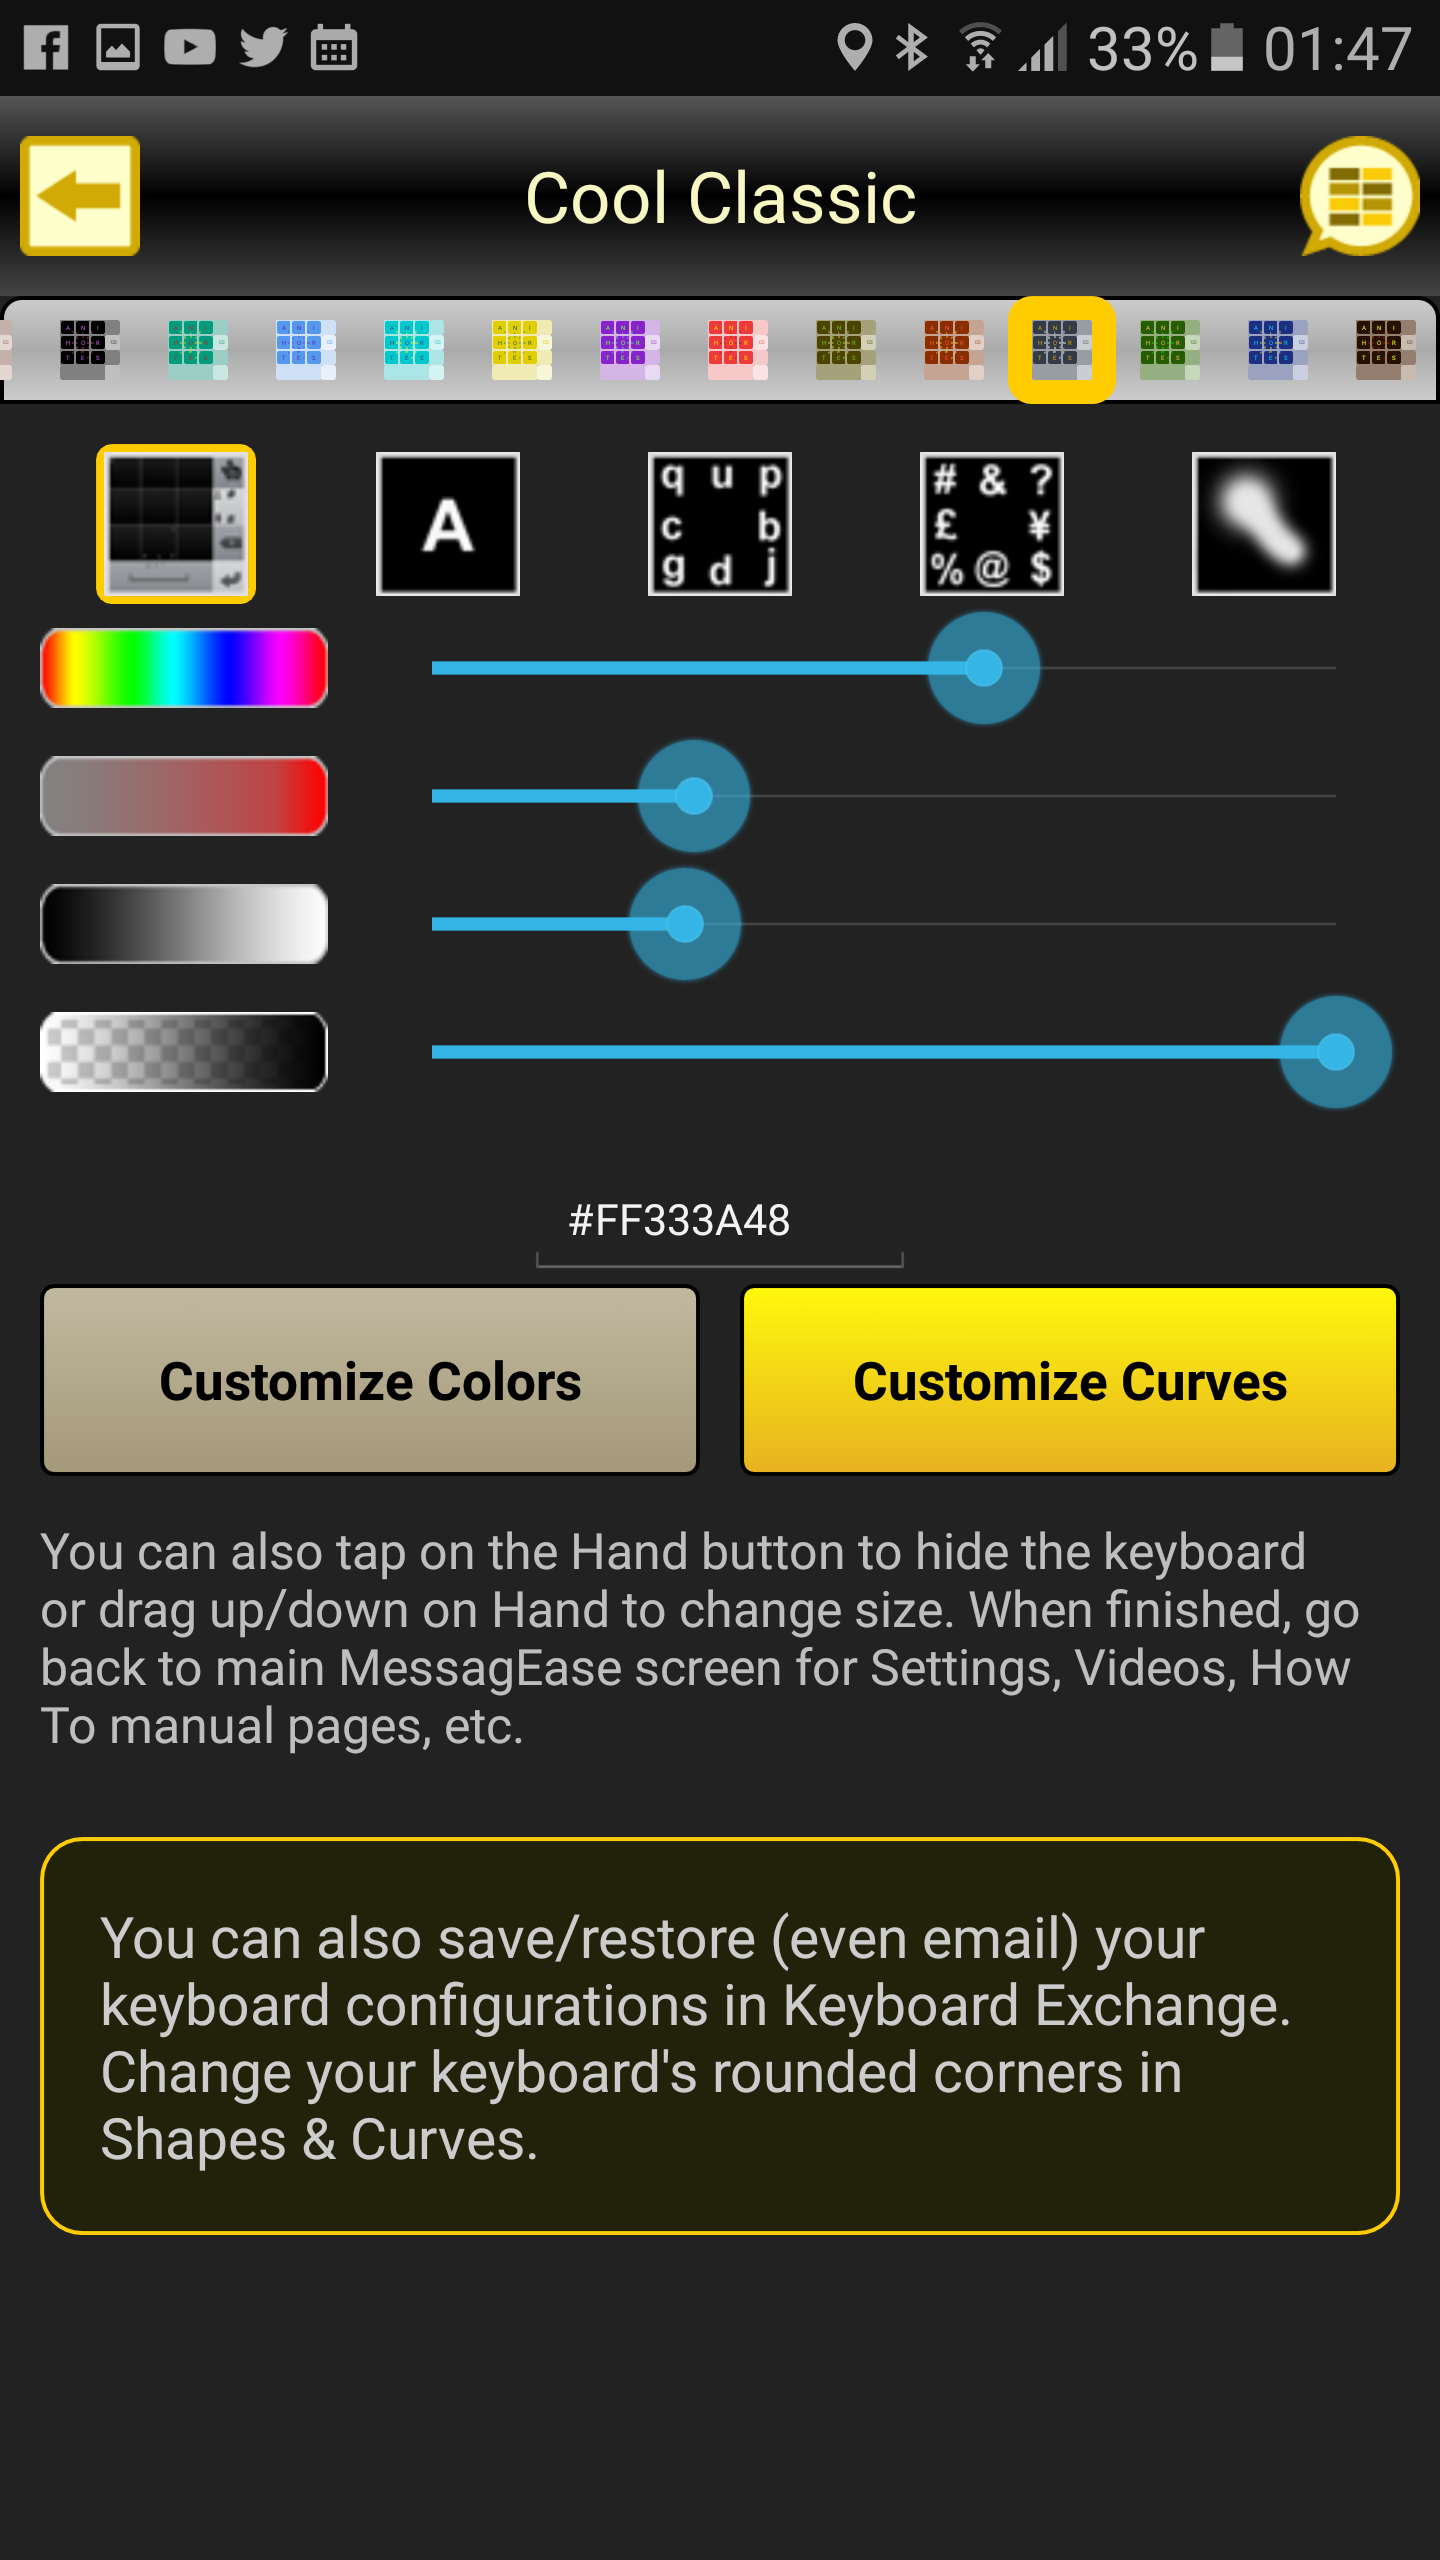 33% 01:47
Cool Classic
A
q u p
c b
g d j
# & ?
£ ¥
% @ $
#FF333A48
Customize Colors
Customize Curves
You can also tap on the Hand button to hide the keyboard
or drag up/down on Hand to change size. When finished, go
back to main MessagEase screen for Settings, Videos, How
To manual pages, etc.
You can also save/restore (even email) your
keyboard configurations in Keyboard Exchange.
Change your keyboard's rounded corners in
Shapes & Curves.